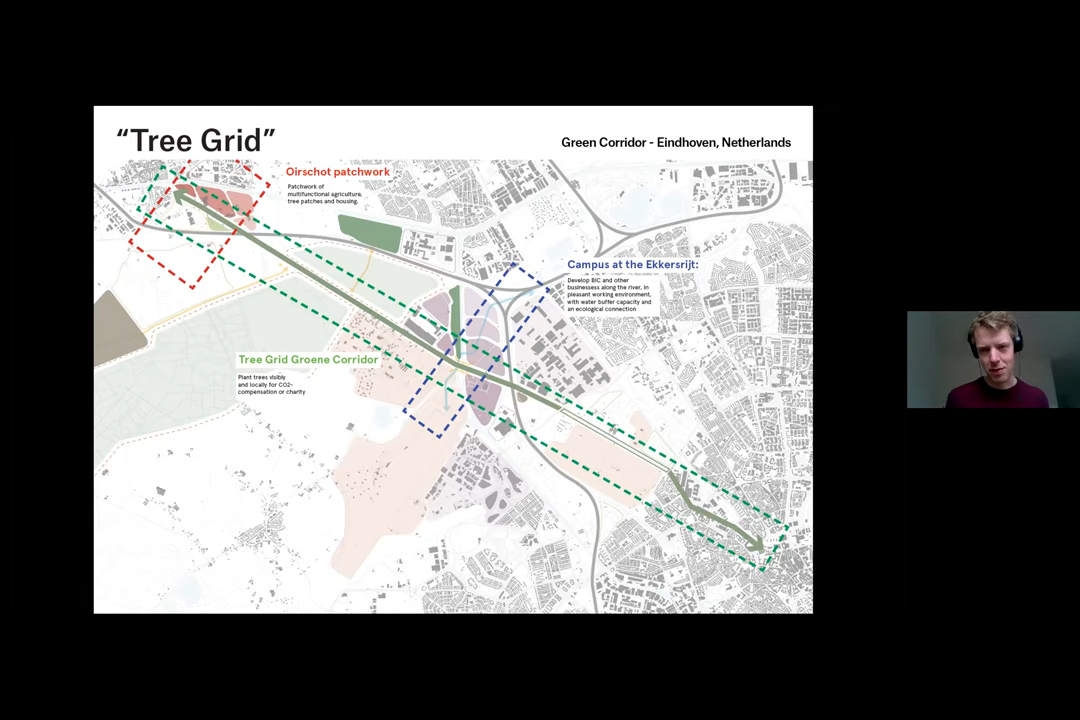 “Tree Grid”
Green Corridor - Eindhoven, Netherlands
Oirschot patchwork
Patchwork of
multifunctional agriculture,
tree patches and housing.
Campus at the Ekkersrijt:
Develop BIC and other
businessess along the river, in
pleasant working environment,
with water buffer capacity and
an ecological connection
Tree Grid Groene Corridor
Plant trees visibly
and locally for CO2-
compensation or charity